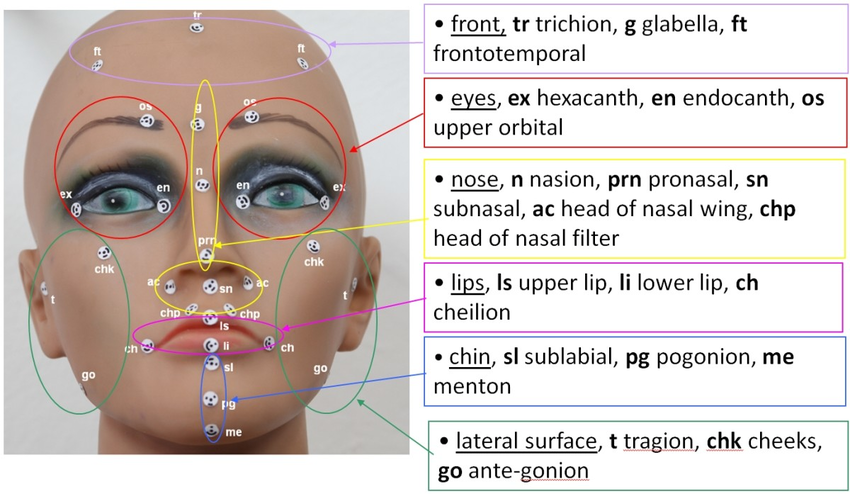 tr
ft
ft
os
g
os
n
ex
en
en
ex
prn
chk
chk
t
ac
sn
ac
t
chp
chp
ls
ch
li
ch
sl
go
go
pg
me
• front, tr trichion, g glabella, ft
frontotemporal
• eyes, ex hexacanth, en endocanth, os
upper orbital
• nose, n nasion, prn pronasal, sn
subnasal, ac head of nasal wing, chp
head of nasal filter
• lips, ls upper lip, li lower lip, ch
cheilion
• chin, sl sublabial, pg pogonion, me
menton
• lateral surface, t tragion, chk cheeks,
go ante-gonion